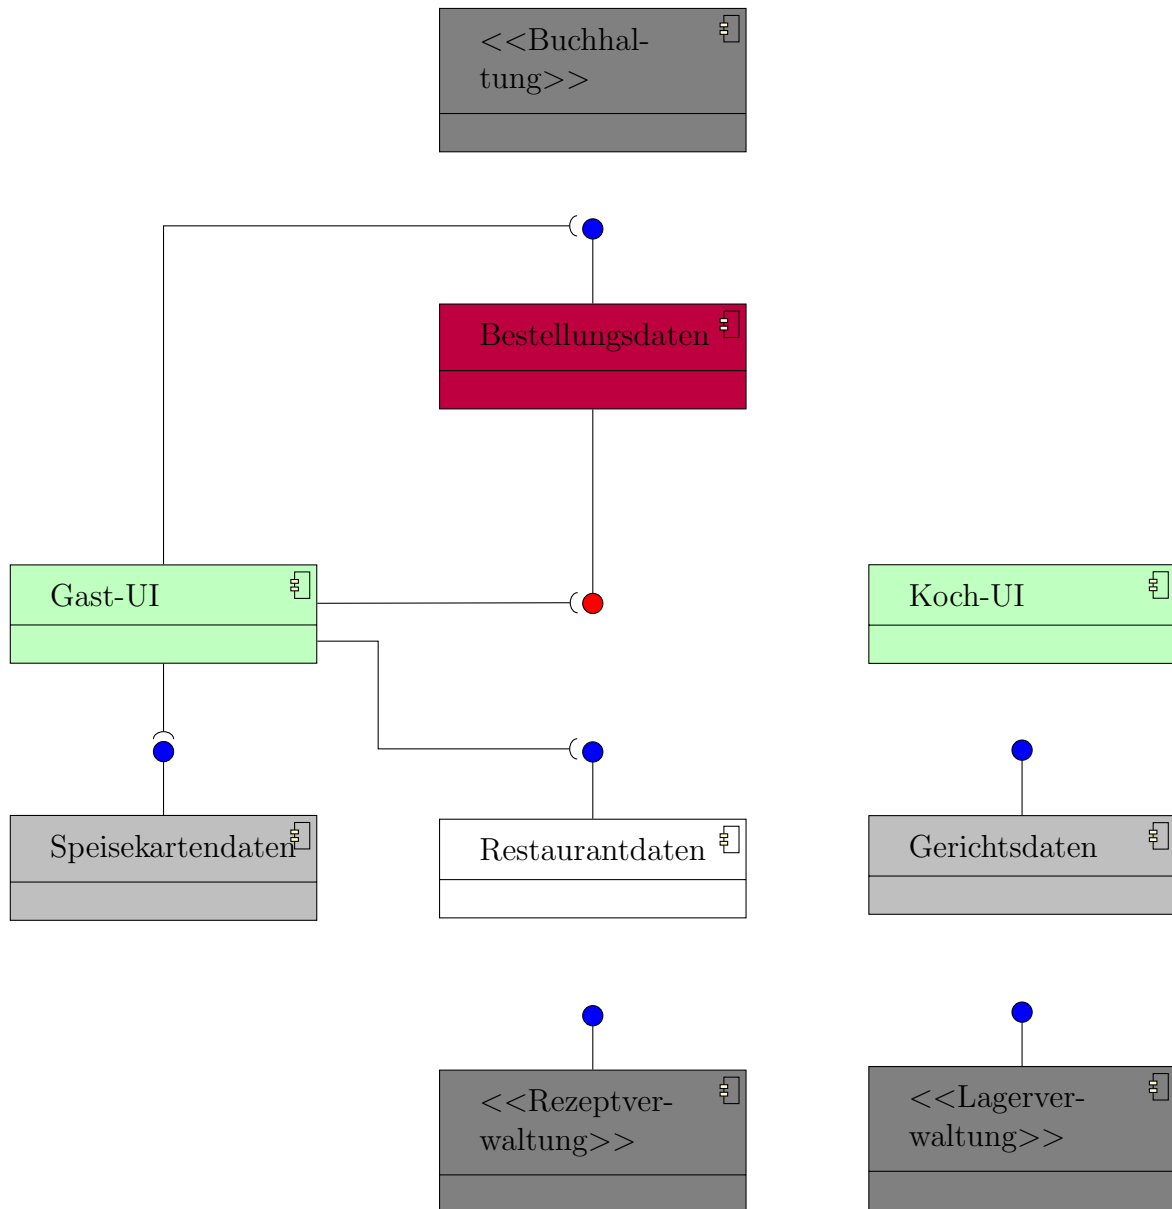 <<Buchhal-
tung>>
Bestellungsdaten
Gast-UI
Koch-UI
Speisekartendaten
Restaurantdaten
Gerichtsdaten
<<Rezeptver-
waltung>>
<<Lagerver-
waltung>>